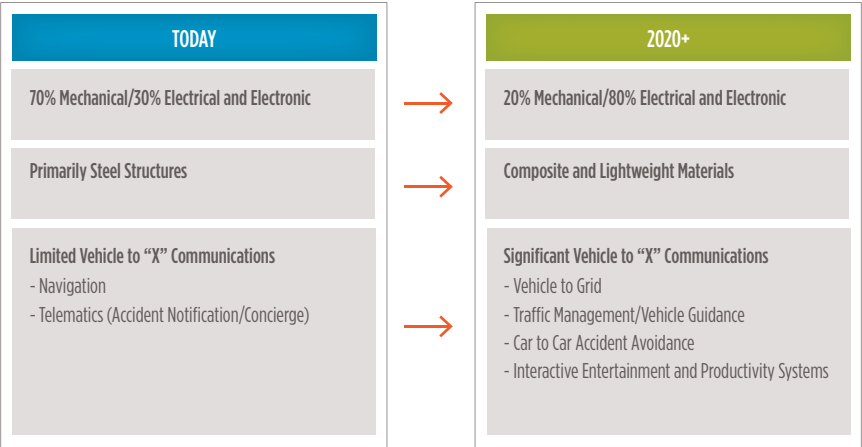 TODAY
70% Mechanical/30% Electrical and Electronic
Primarily Steel Structures
Limited Vehicle to “X” Communications
- Navigation
- Telematics (Accident Notification/Concierge)
2020+
20% Mechanical/80% Electrical and Electronic
Composite and Lightweight Materials
Significant Vehicle to “X” Communications
- Vehicle to Grid
- Traffic Management/Vehicle Guidance
- Car to Car Accident Avoidance
- Interactive Entertainment and Productivity Systems